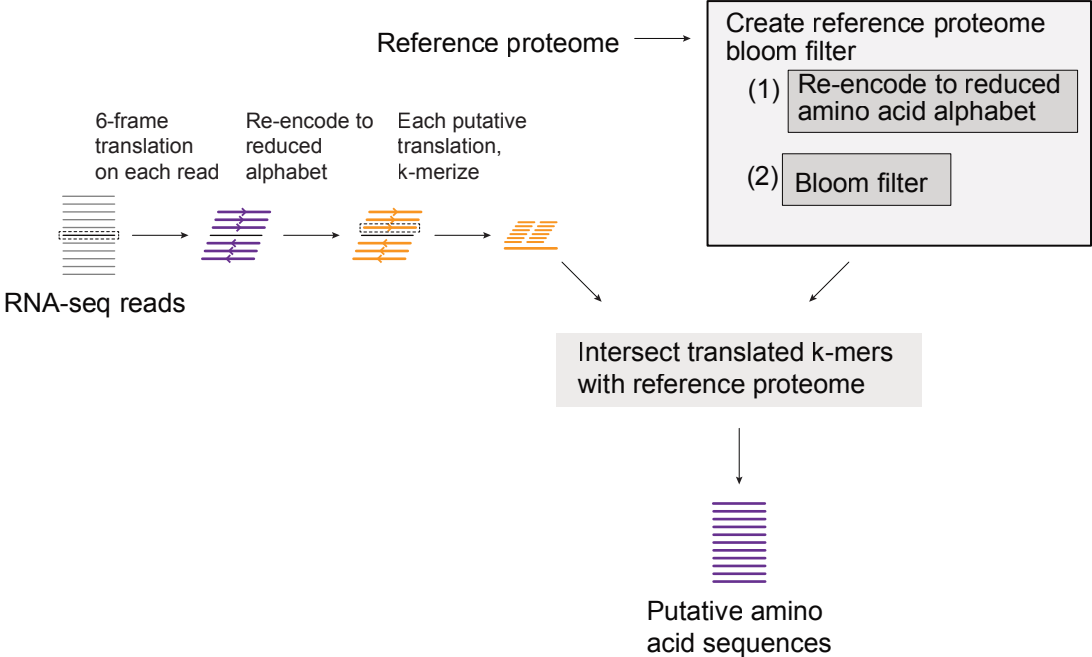 Reference proteome
Create reference proteome
bloom filter
(1) Re-encode to reduced
amino acid alphabet
(2) Bloom filter
6-frame
translation
on each read
Re-encode to
reduced
alphabet
Each putative
translation,
k-merize
RNA-seq reads
Intersect translated k-mers
with reference proteome
Putative amino
acid sequences